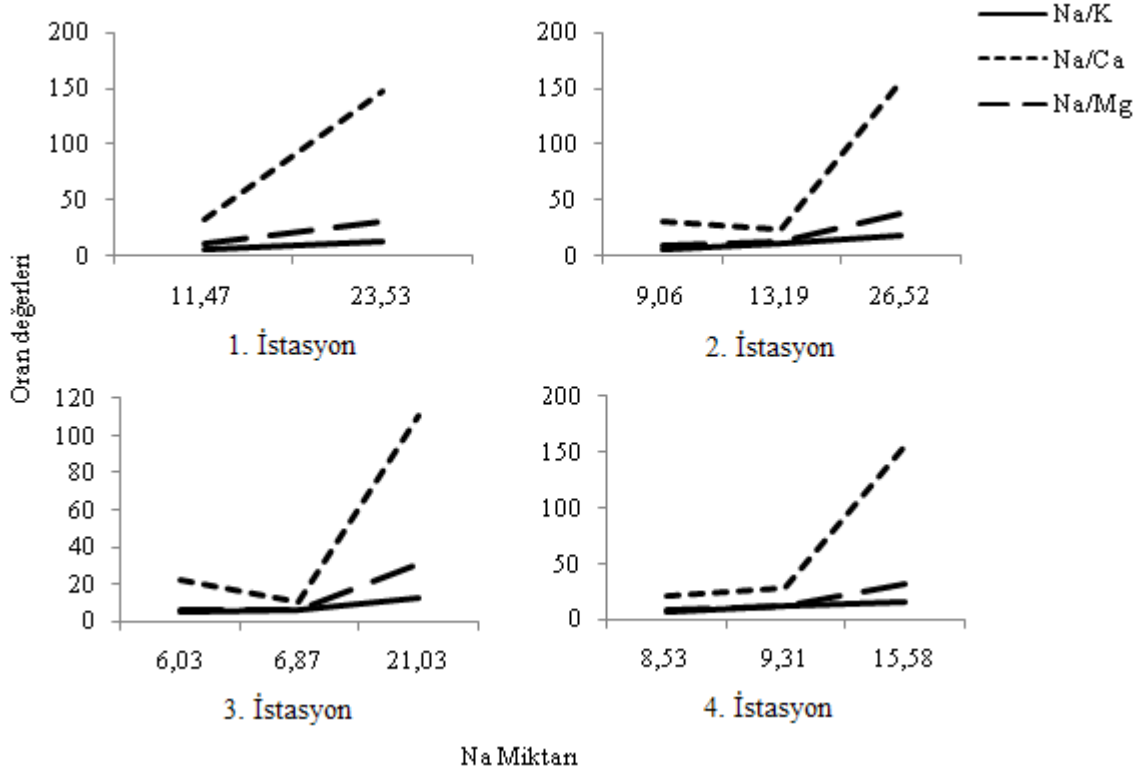 Na/K
Na/Ca
Na/Mg
Oran değerleri
200
150
100
50
0
11,47 23,53
1. İstasyon
200
150
100
50
0
9,06 13,19 26,52
2. İstasyon
120
100
80
60
40
20
0
6,03 6,87 21,03
3. İstasyon
200
150
100
50
0
8,53 9,31 15,58
4. İstasyon
Na Miktarı